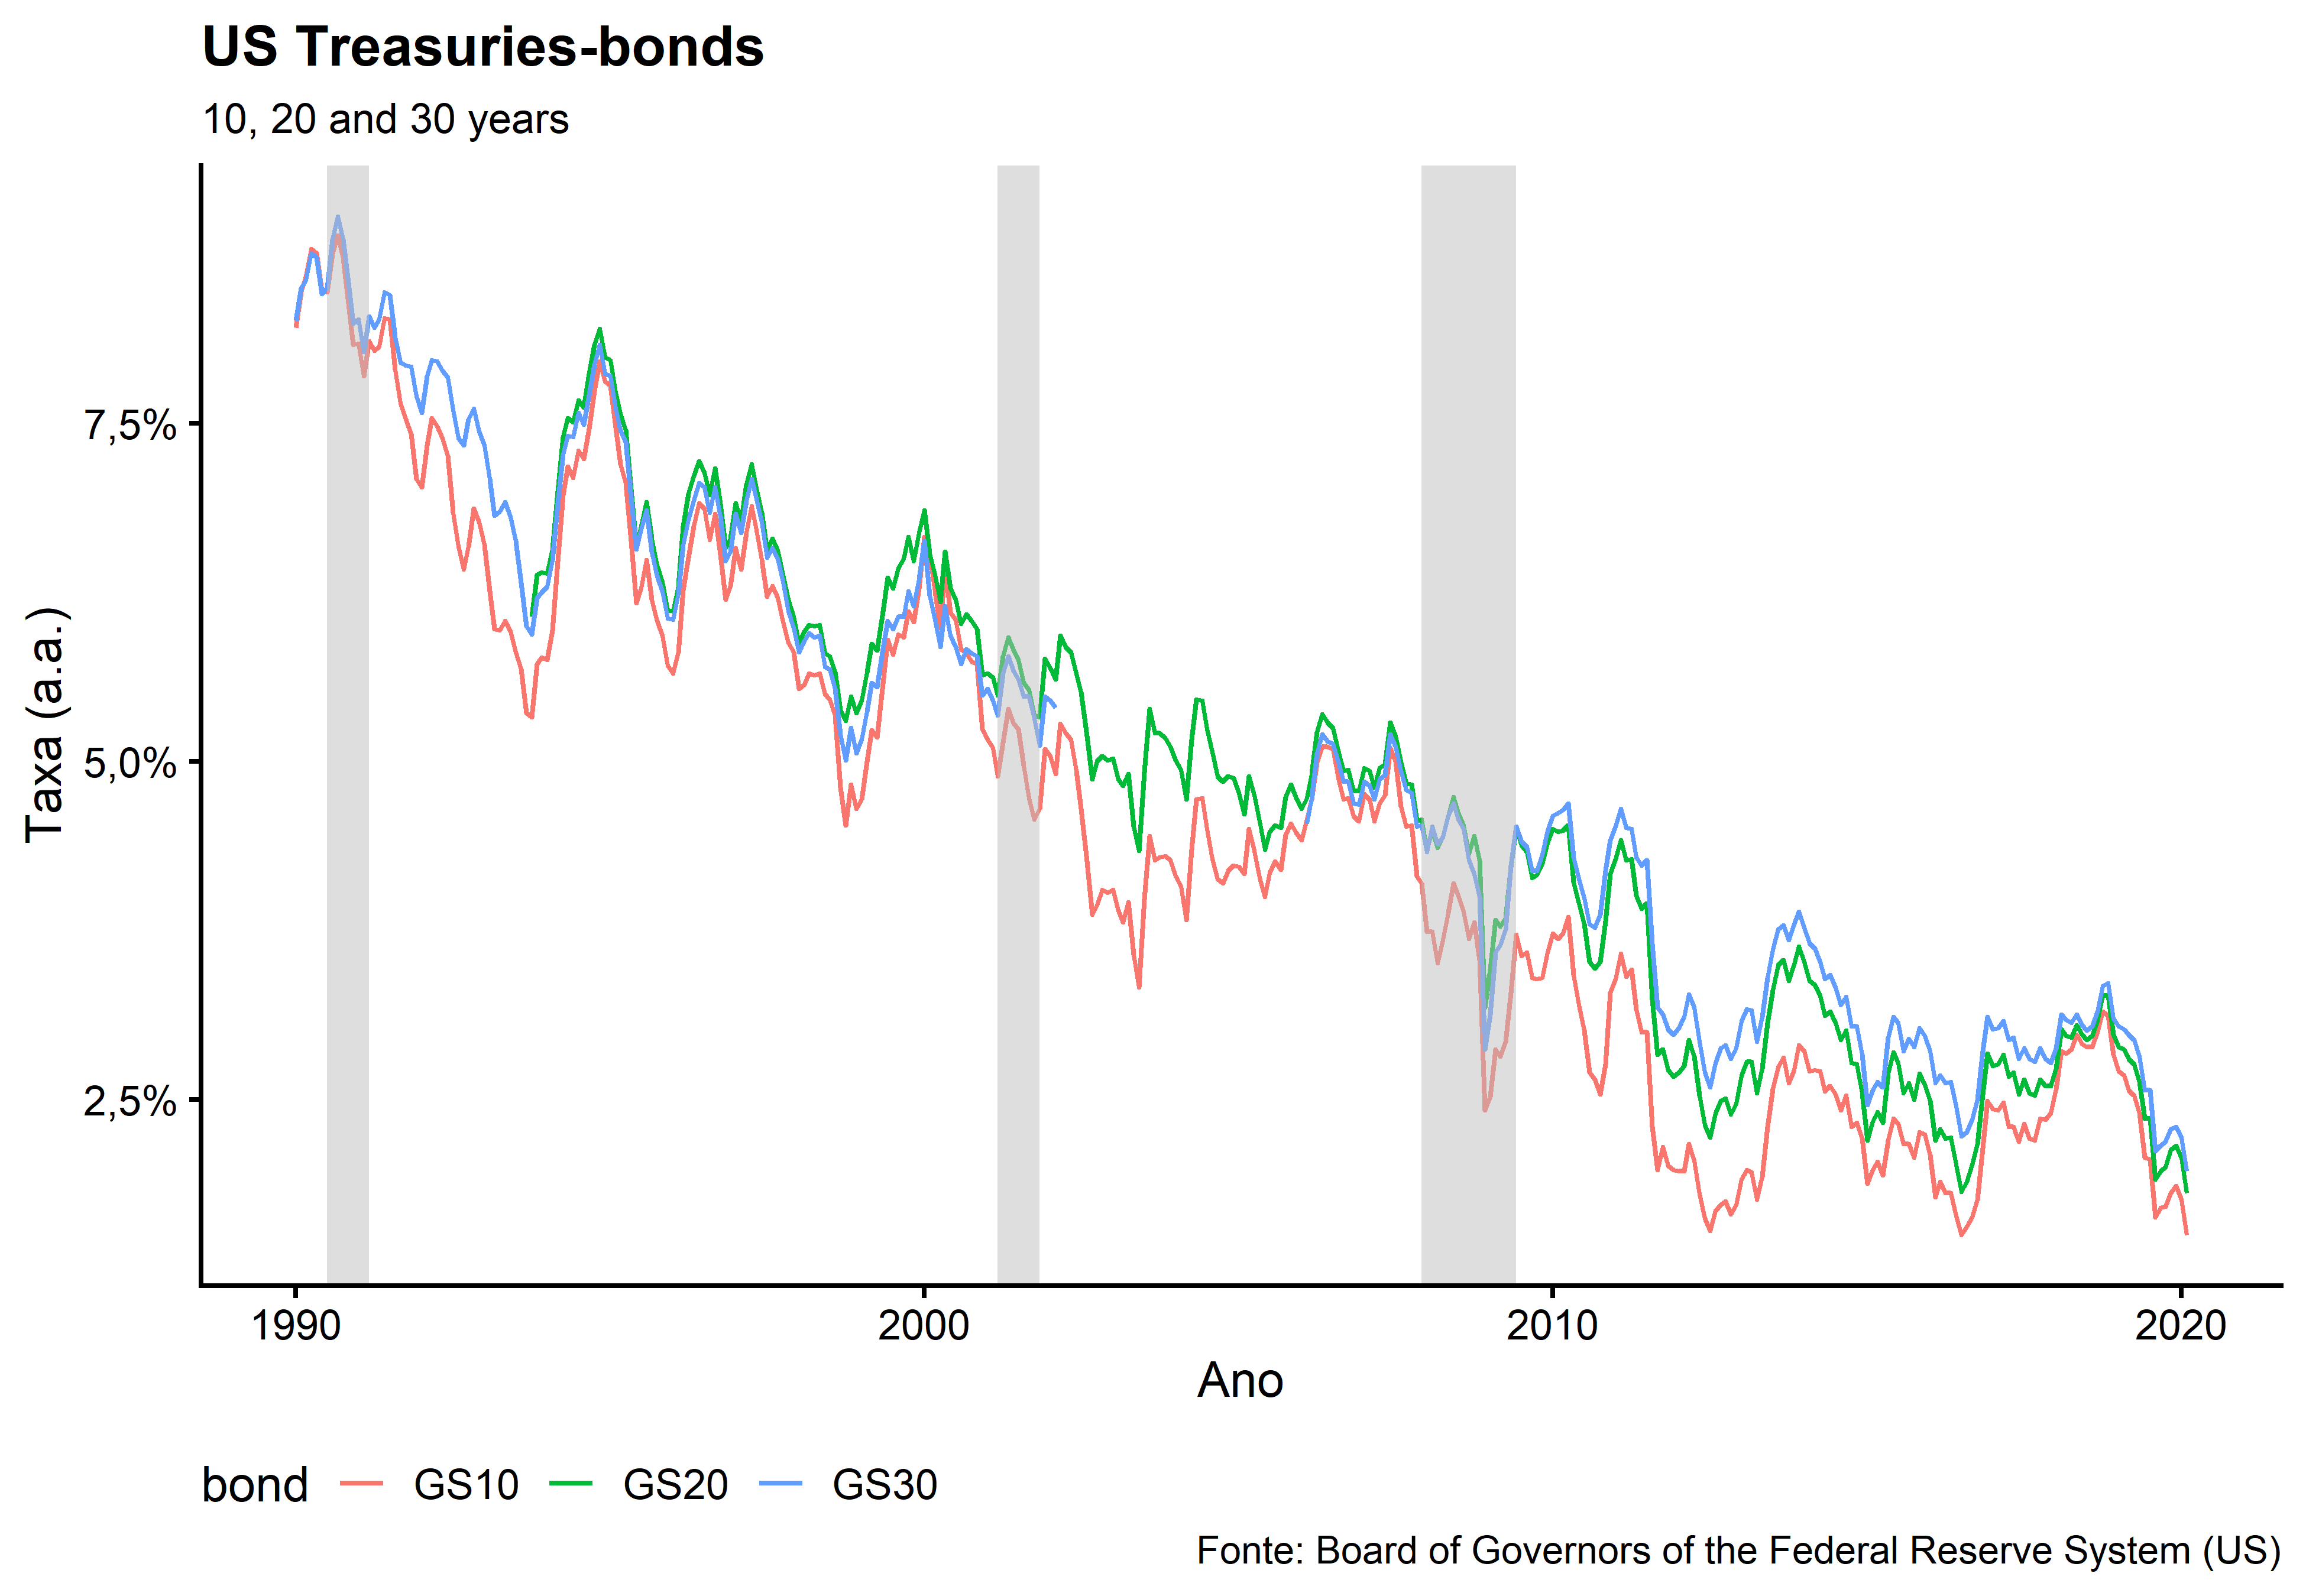 US Treasuries-bonds
10, 20 and 30 years
Taxa (a.a.)
7,5%
5,0%
2,5%
1990 2000 2010 2020
Ano
bond GS10 GS20 GS30
Fonte: Board of Governors of the Federal Reserve System (US)